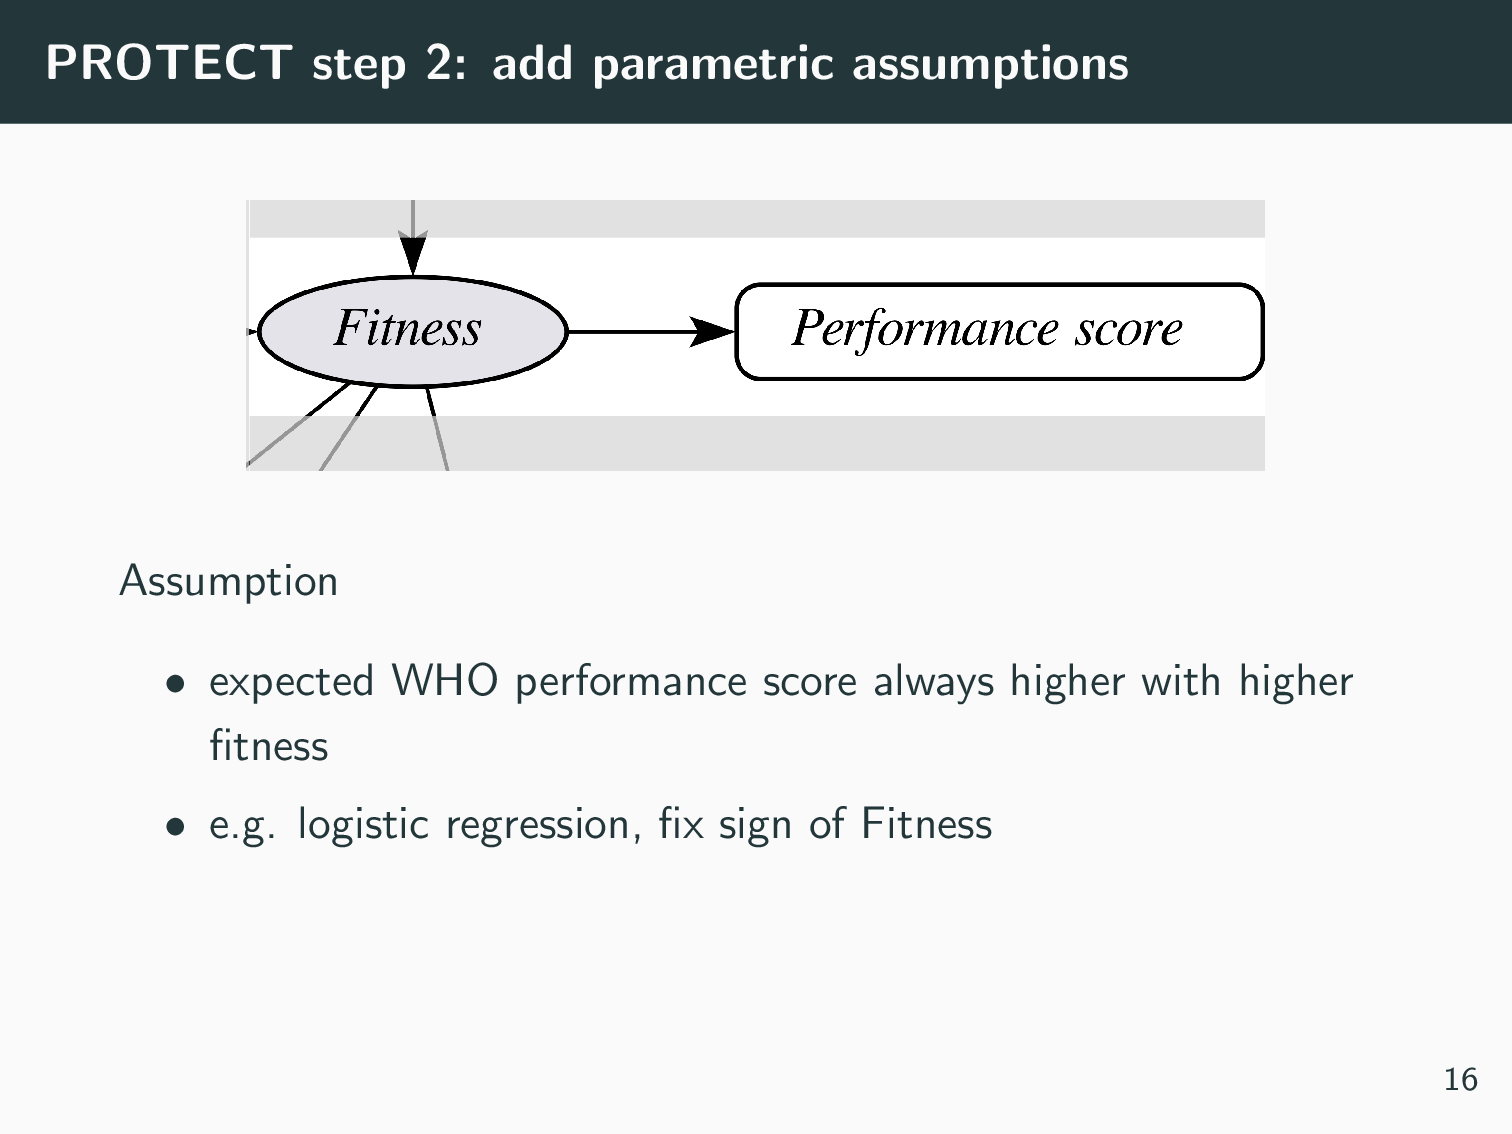 PROTECT step 2: add parametric assumptions
Fitness
Performance score
Assumption
• expected WHO performance score always higher with higher
fitness
• e.g. logistic regression, fix sign of Fitness
16